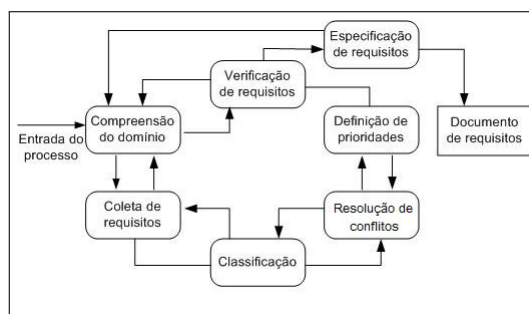 Especificação
de requisitos
Verificação
de requisitos
Compreensão
do domínio
Definição de
prioridades
Documento
de requisitos
Entrada do
processo
Coleta de
requisitos
Resolução de
conflitos
Classificação